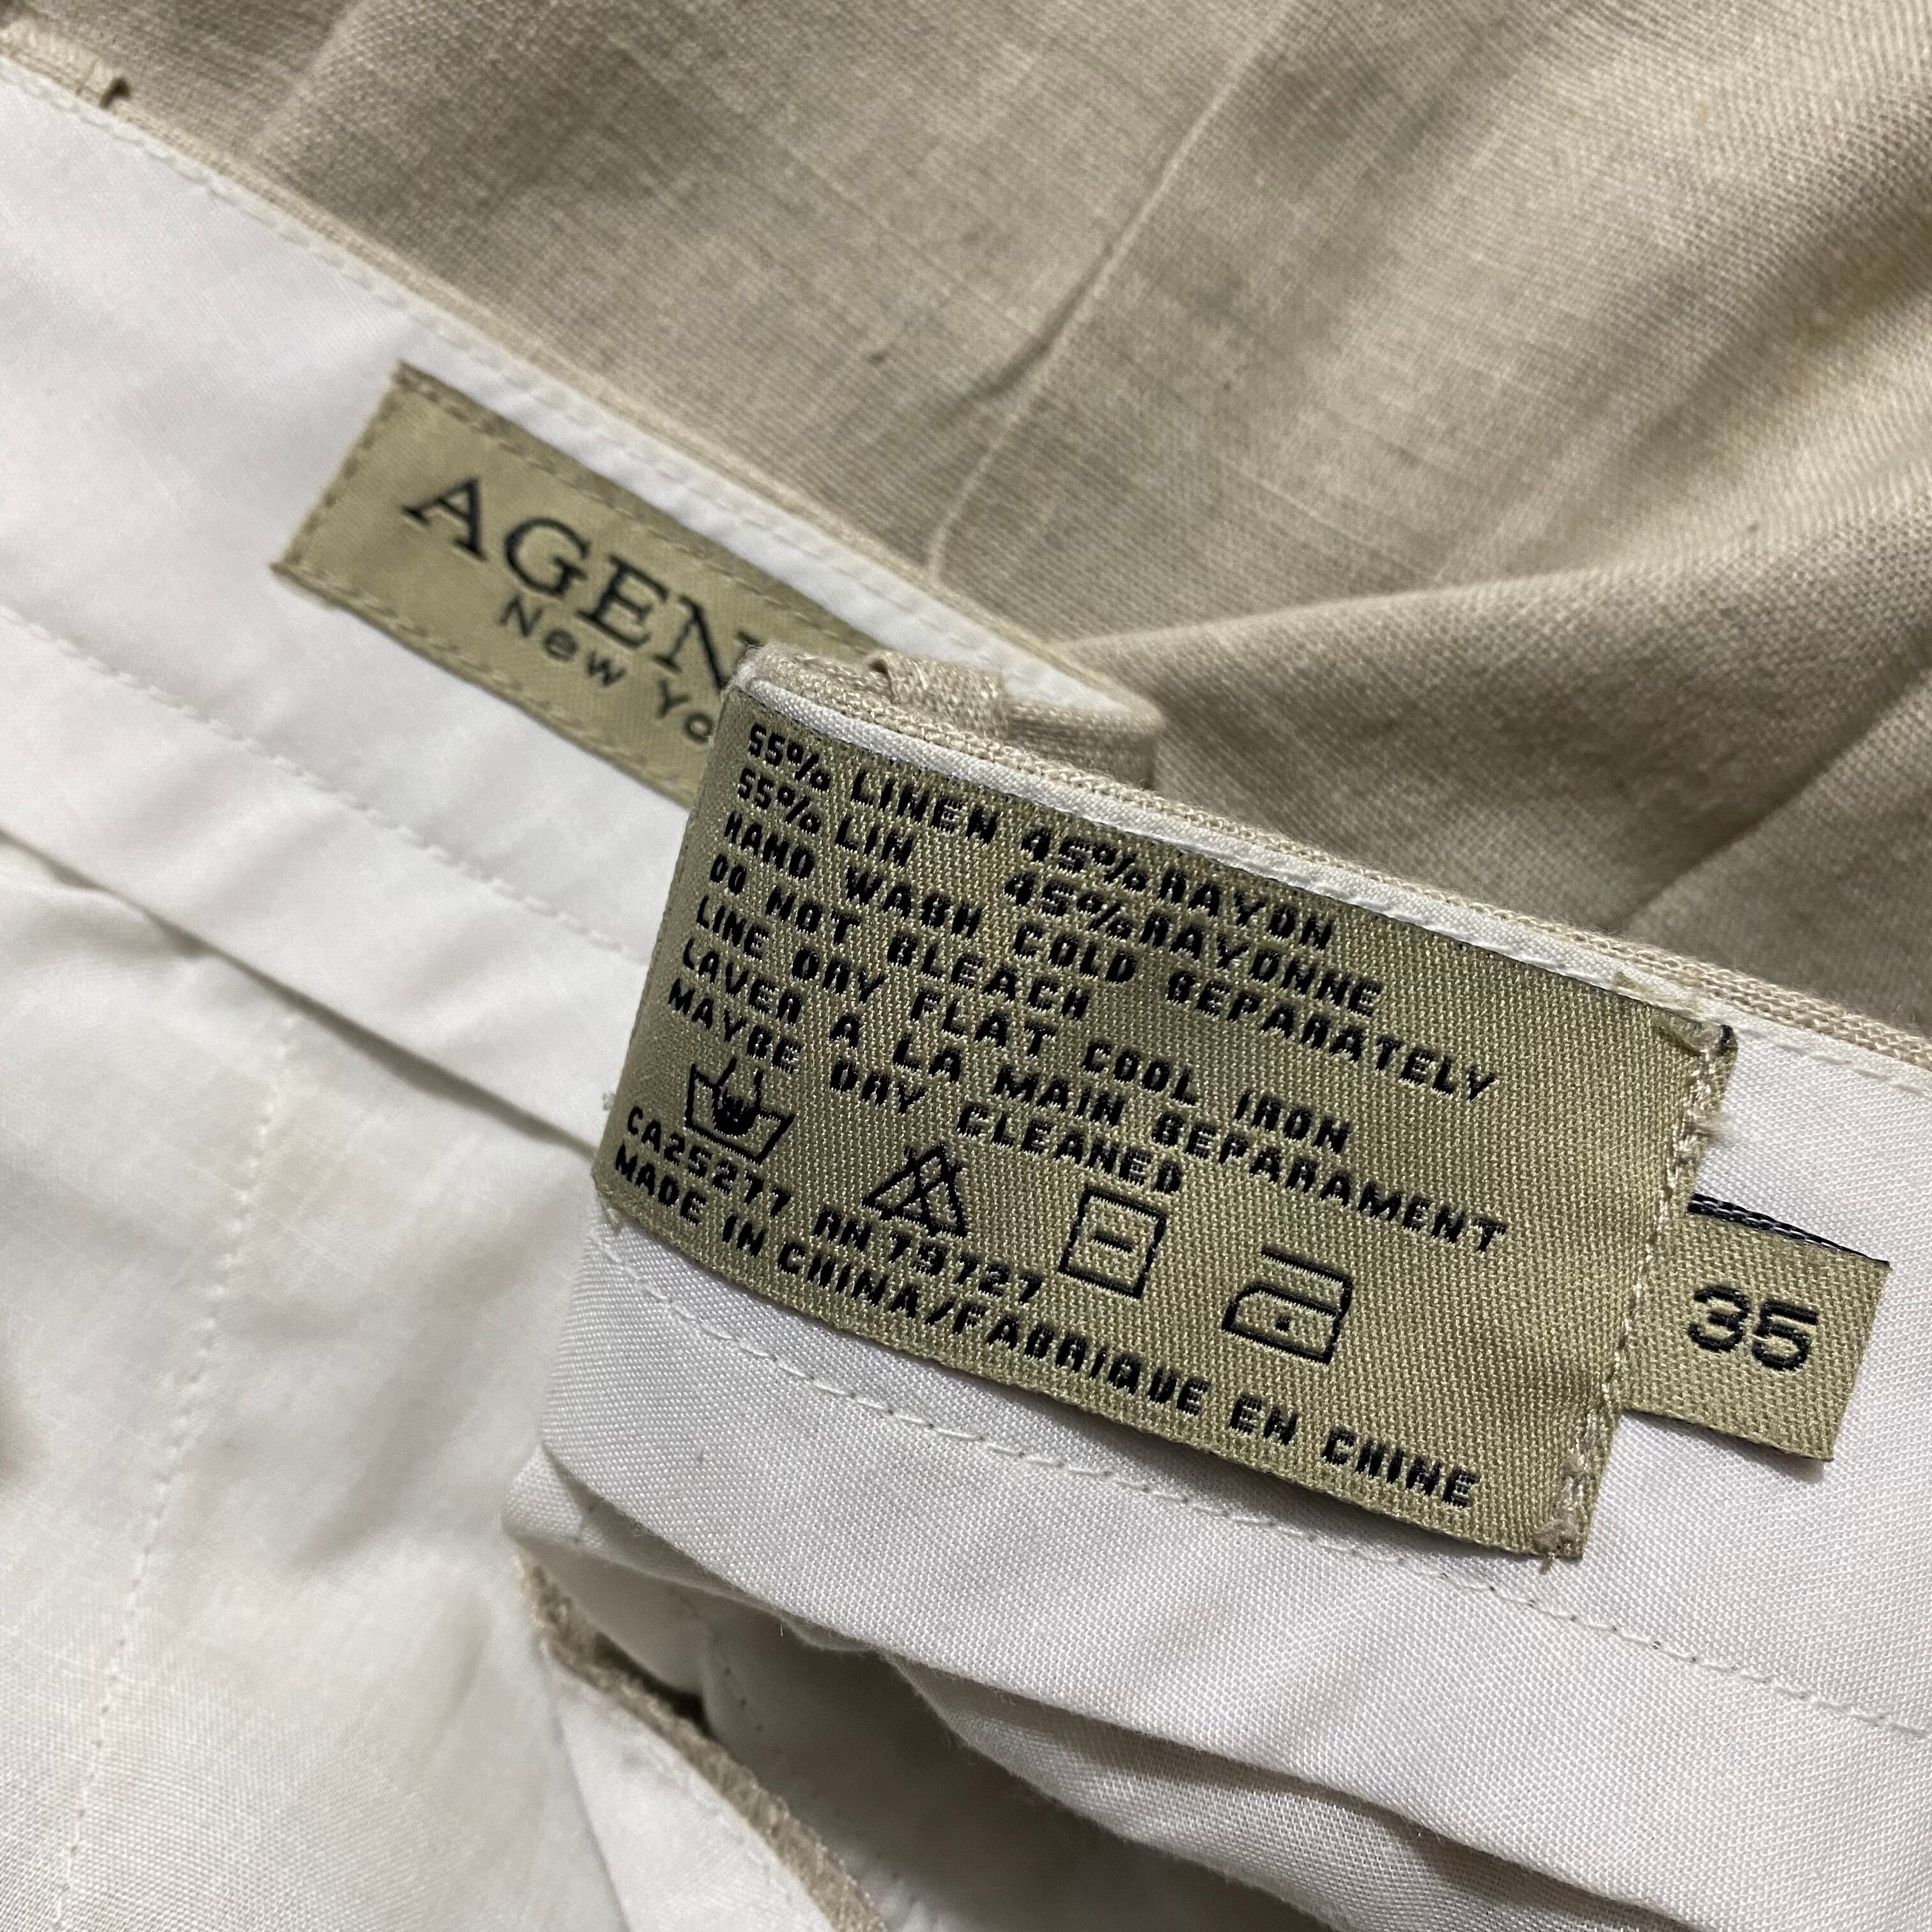 AGEN
New Yo
55% LINEN 45% RAYON
55% LIN 45% RAYONNE
HAND WASH COLD SEPARATELY
DO NOT BLEACH
LINE DRY FLAT COOL IRON
LAVER A LA MAIN SEPARAMENT
MAYBE DRY CLEANED
CA25277 RN 79727
MADE IN CHINA/FABRIQUE EN CHINE
35